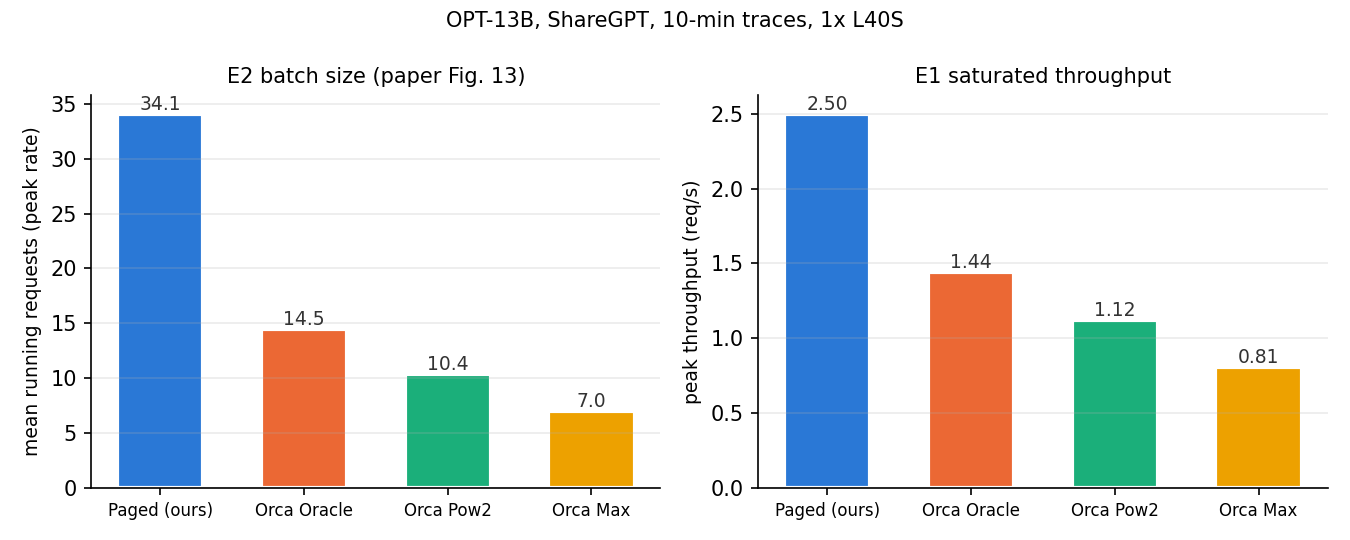 OPT-13B, ShareGPT, 10-min traces, 1x L40S
E2 batch size (paper Fig. 13)
mean running requests (peak rate)
35
30
25
20
15
10
5
0
34.1
14.5
10.4
7.0
Paged (ours)
Orca Oracle
Orca Pow2
Orca Max
E1 saturated throughput
peak throughput (req/s)
2.5
2.0
1.5
1.0
0.5
0.0
2.50
1.44
1.12
0.81
Paged (ours)
Orca Oracle
Orca Pow2
Orca Max